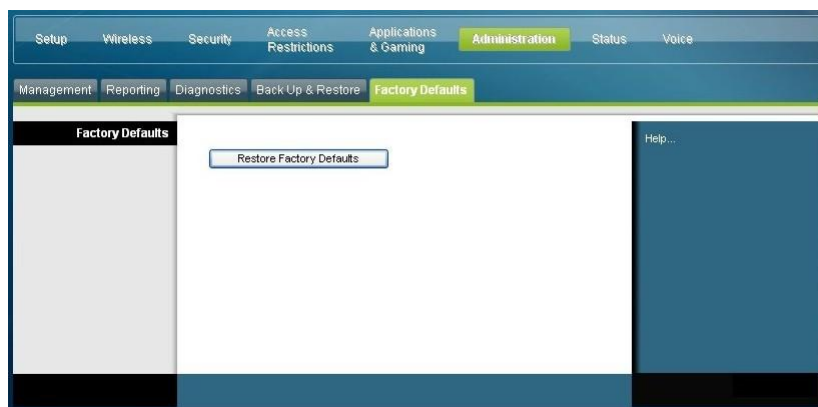 Setup Wireless Security Access Restrictions Applications & Gaming Administration Status Voice
Management Reporting Diagnostics Back Up & Restore Factory Defaults
Factory Defaults
Restore Factory Defaults
Help...